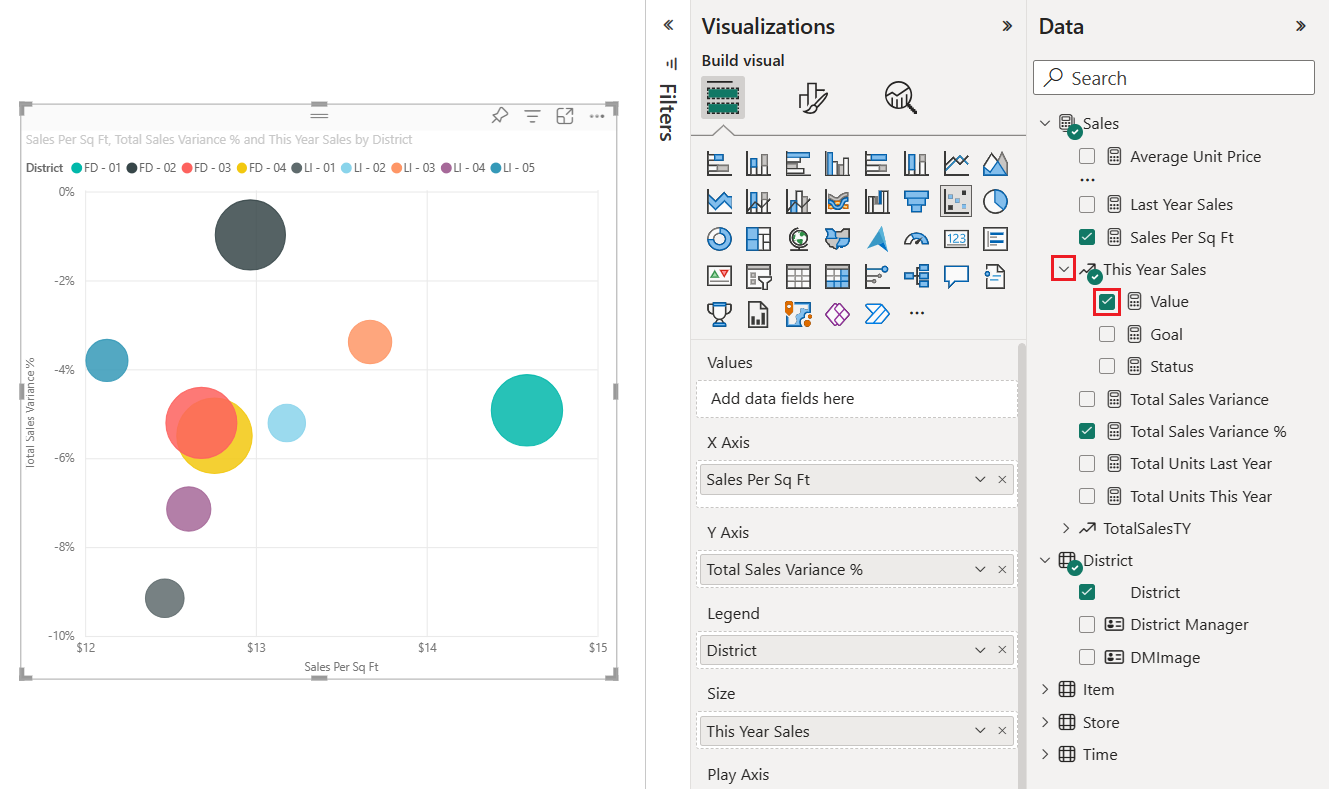 Sales Per Sq Ft, Total Sales Variance % and This Year Sales by District
District FD - 01 FD - 02 FD - 03 FD - 04 LI - 01 LI - 02 LI - 03 LI - 04 LI - 05
0%
-2%
-4%
-6%
-8%
-10%
Total Sales Variance %
$12 $13 $14 $15
Sales Per Sq Ft
Filters
Visualizations
Build visual
123
Values
Add data fields here
X Axis
Sales Per Sq Ft
Y Axis
Total Sales Variance %
Legend
District
Size
This Year Sales
Play Axis
Data
Search
Sales
Average Unit Price
...
Last Year Sales
Sales Per Sq Ft
This Year Sales
Value
Goal
Status
Total Sales Variance
Total Sales Variance %
Total Units Last Year
Total Units This Year
TotalSalesTY
District
District
District Manager
DMImage
Item
Store
Time